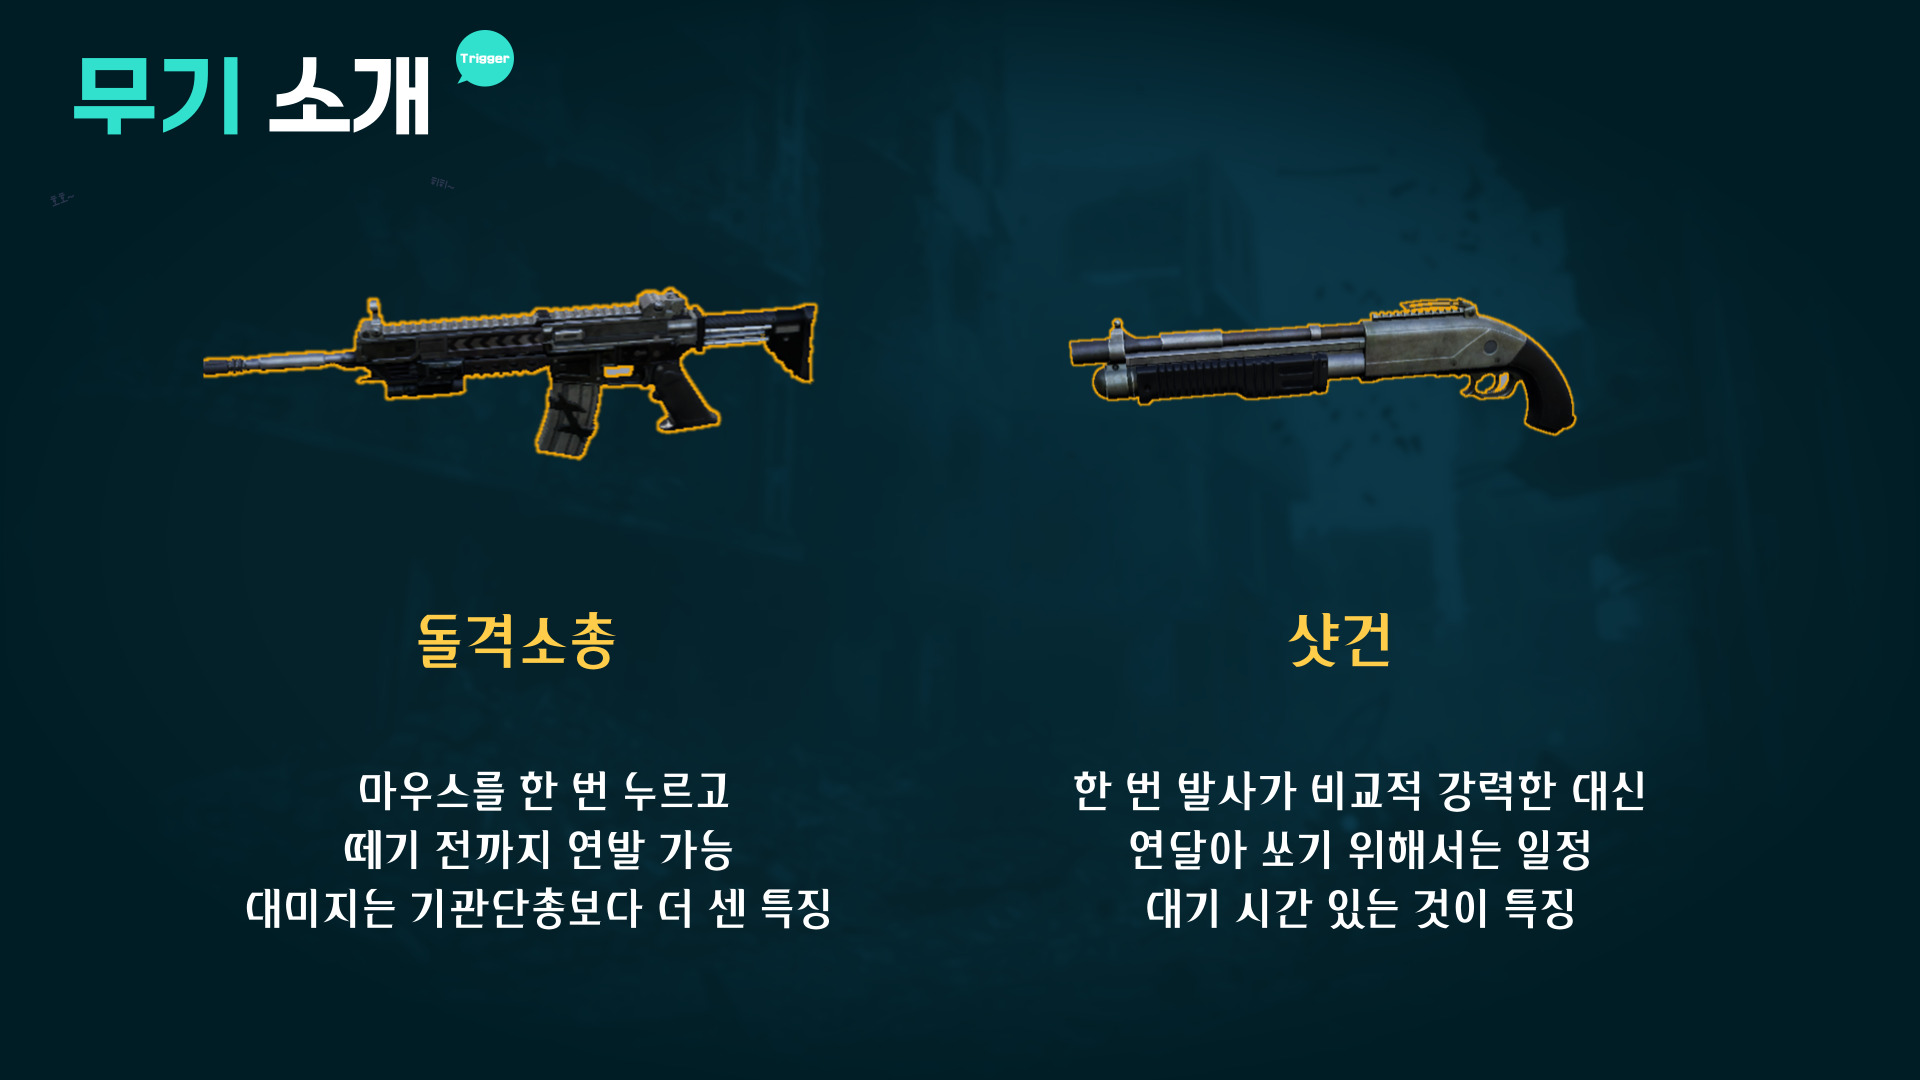 무기 소개
Trigger
호호~
위리~
돌격소총
마우스를 한 번 누르고
떼기 전까지 연발 가능
대미지는 기관단총보다 더 센 특징
샷건
한 번 발사가 비교적 강력한 대신
연달아 쏘기 위해서는 일정
대기 시간 있는 것이 특징